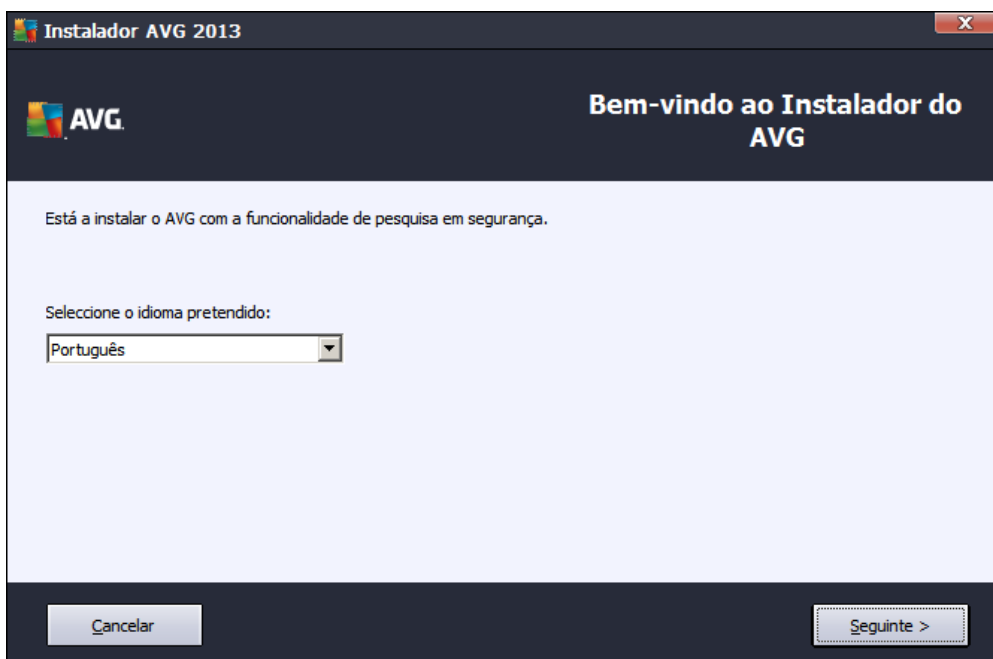 Instalador AVG 2013
X
AVG.
Bem-vindo ao Instalador do
AVG
Está a instalar o AVG com a funcionalidade de pesquisa em segurança.
Seleccione o idioma pretendido:
Português
Cancelar
Seguinte >